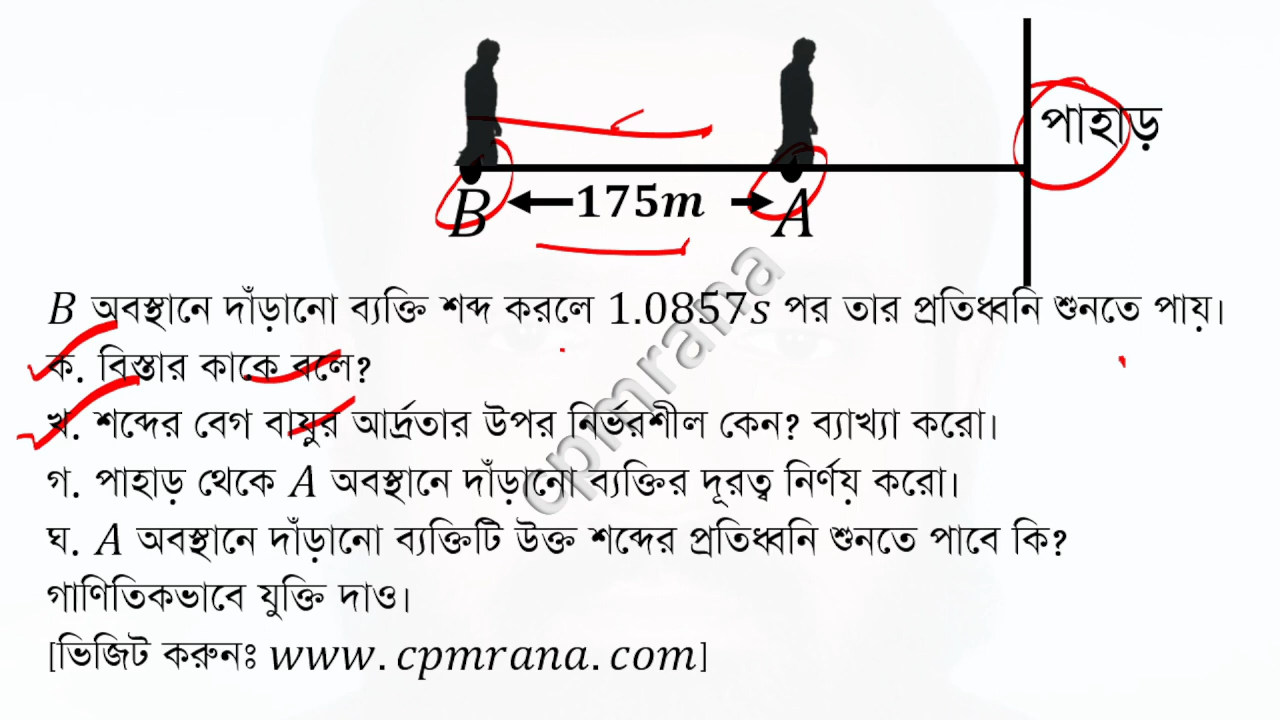 পাহাড়
B 175m A
B অবস্থানে দাঁড়ানো ব্যক্তি শব্দ করলে 1.0857s পর তার প্রতিধ্বনি শুনতে পায়।
ক. বিস্তার কাকে বলে?
খ. শব্দের বেগ বায়ুর আর্দ্রতার উপর নির্ভরশীল কেন? ব্যাখ্যা করো।
গ. পাহাড় থেকে A অবস্থানে দাঁড়ানো ব্যক্তির দূরত্ব নির্ণয় করো।
ঘ. A অবস্থানে দাঁড়ানো ব্যক্তিটি উক্ত শব্দের প্রতিধ্বনি শুনতে পাবে কি?
গাণিতিকভাবে যুক্তি দাও।
[ভিজিট করুনঃ www.cpmrana.com]
cpmrana